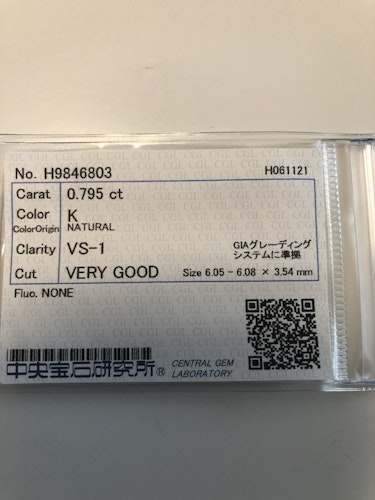 No. H9846803 H061121
Carat 0.795 ct
Color K
ColorOrigin NATURAL
Clarity VS-1 GIAグレーディング
システムに準拠
Cut VERY GOOD Size 6.05 - 6.08 × 3.54 mm
Fluo. NONE
中央宝石研究所® CENTRAL GEM
LABORATORY